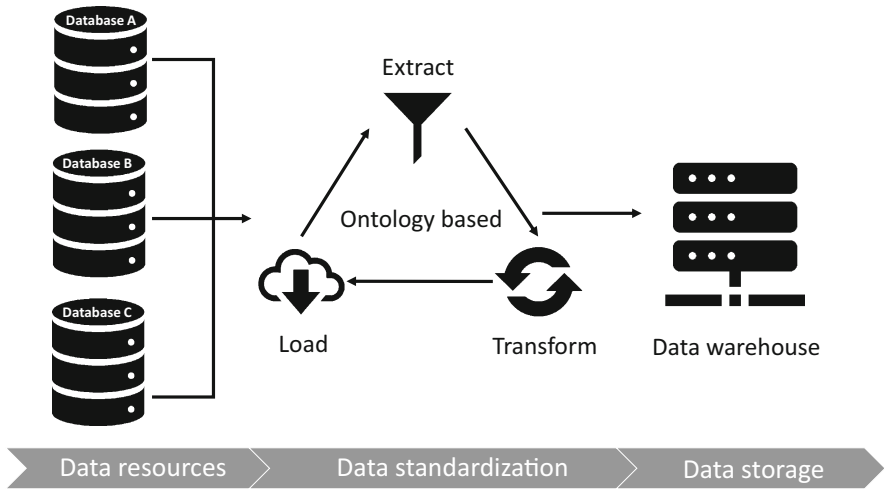 Database A
Database B
Database C
Extract
Ontology based
Load
Transform
Data warehouse
Data resources
Data standardization
Data storage